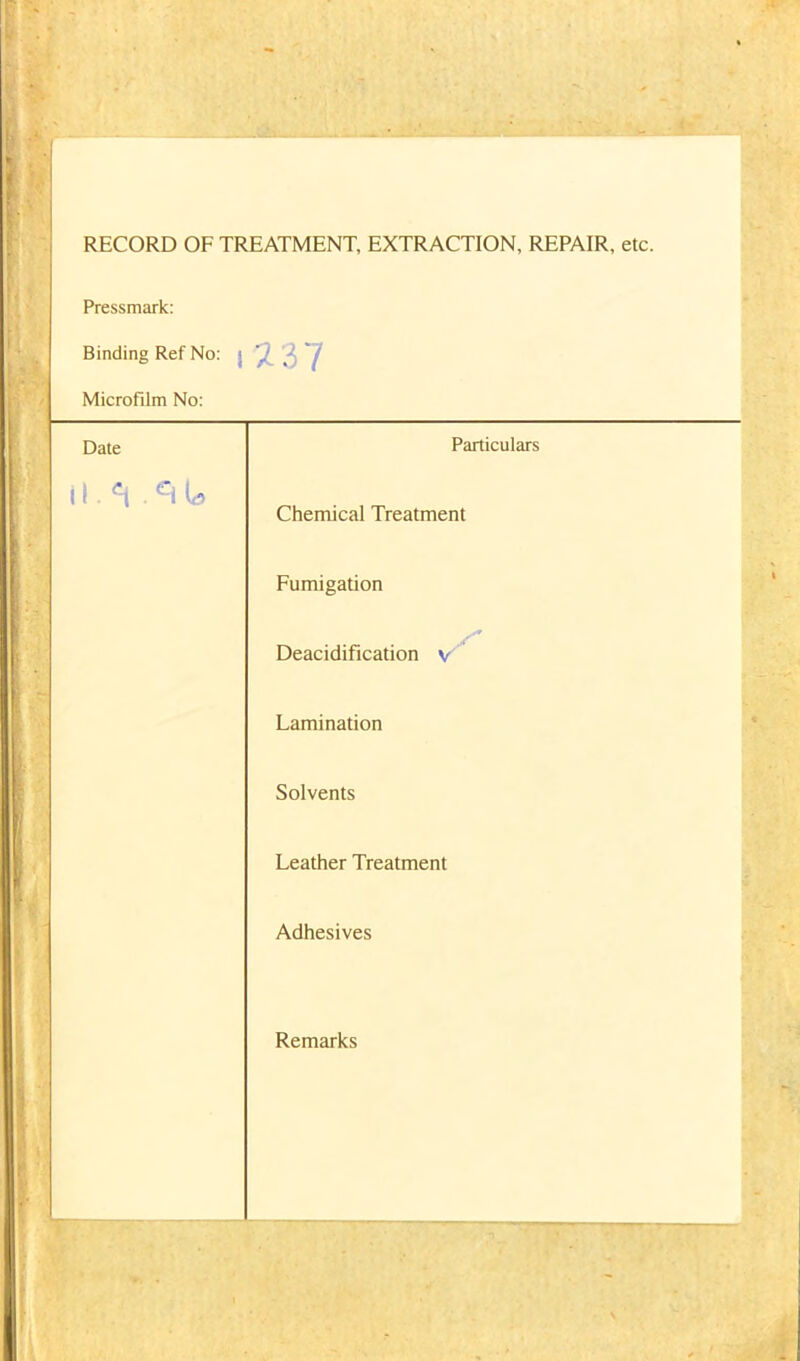 RECORD OF TREATMENT, EXTRACTION, REPAIR, etc.
Pressmark:
Binding Ref No: 1237
Microfilm No:
Date
Particulars
11.9.96
Chemical Treatment
Fumigation
Deacidification ✓
Lamination
Solvents
Leather Treatment
Adhesives
Remarks